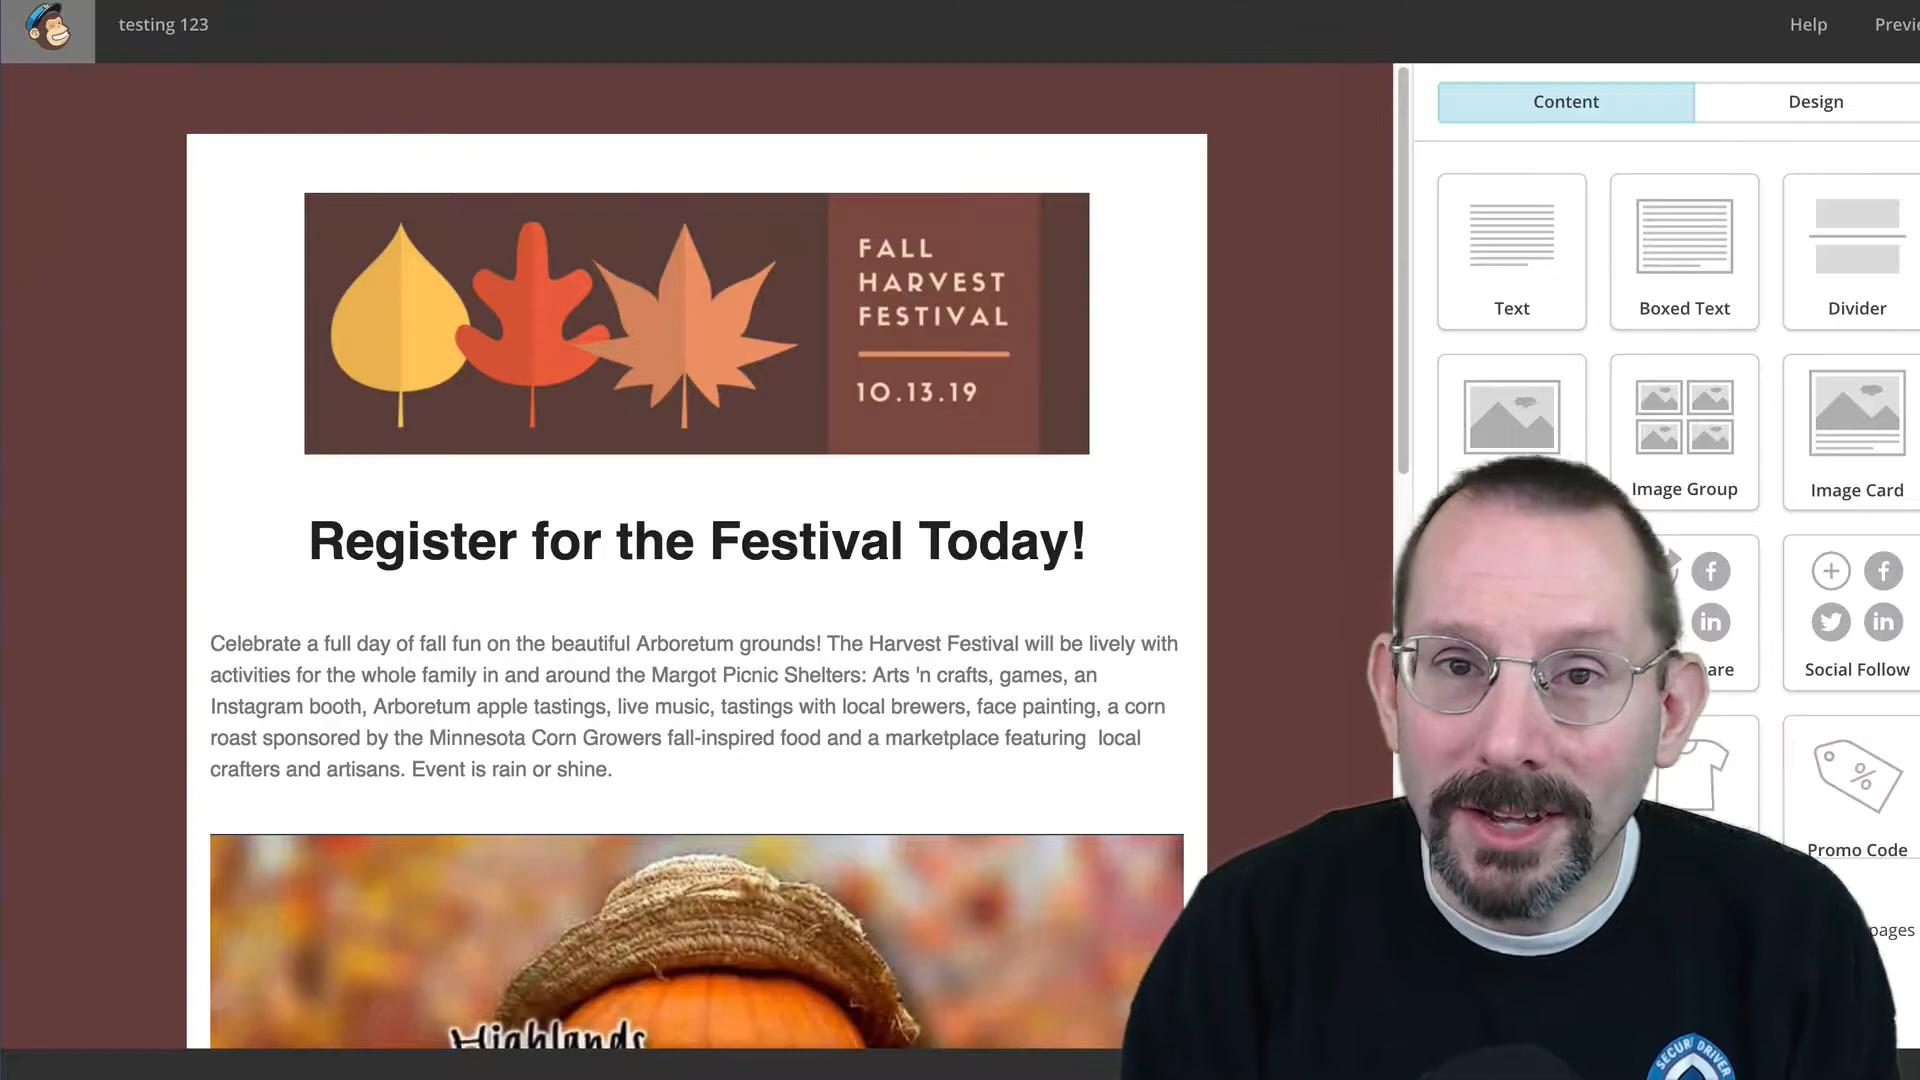 testing 123
Help
Content
Design
FALL
HARVEST
FESTIVAL
10.13.19
Text
Boxed Text
Divider
Register for the Festival Today!
Image Group
Image Card
Celebrate a full day of fall fun on the beautiful Arboretum grounds! The Harvest Festival will be lively with
activities for the whole family in and around the Margot Picnic Shelters: Arts 'n crafts, games, an
Instagram booth, Arboretum apple tastings, live music, tastings with local brewers, face painting, a corn
roast sponsored by the Minnesota Corn Growers fall-inspired food and a marketplace featuring local
crafters and artisans. Event is rain or shine.
Social Follow
Promo Code
pages
Highlands
DRIVER